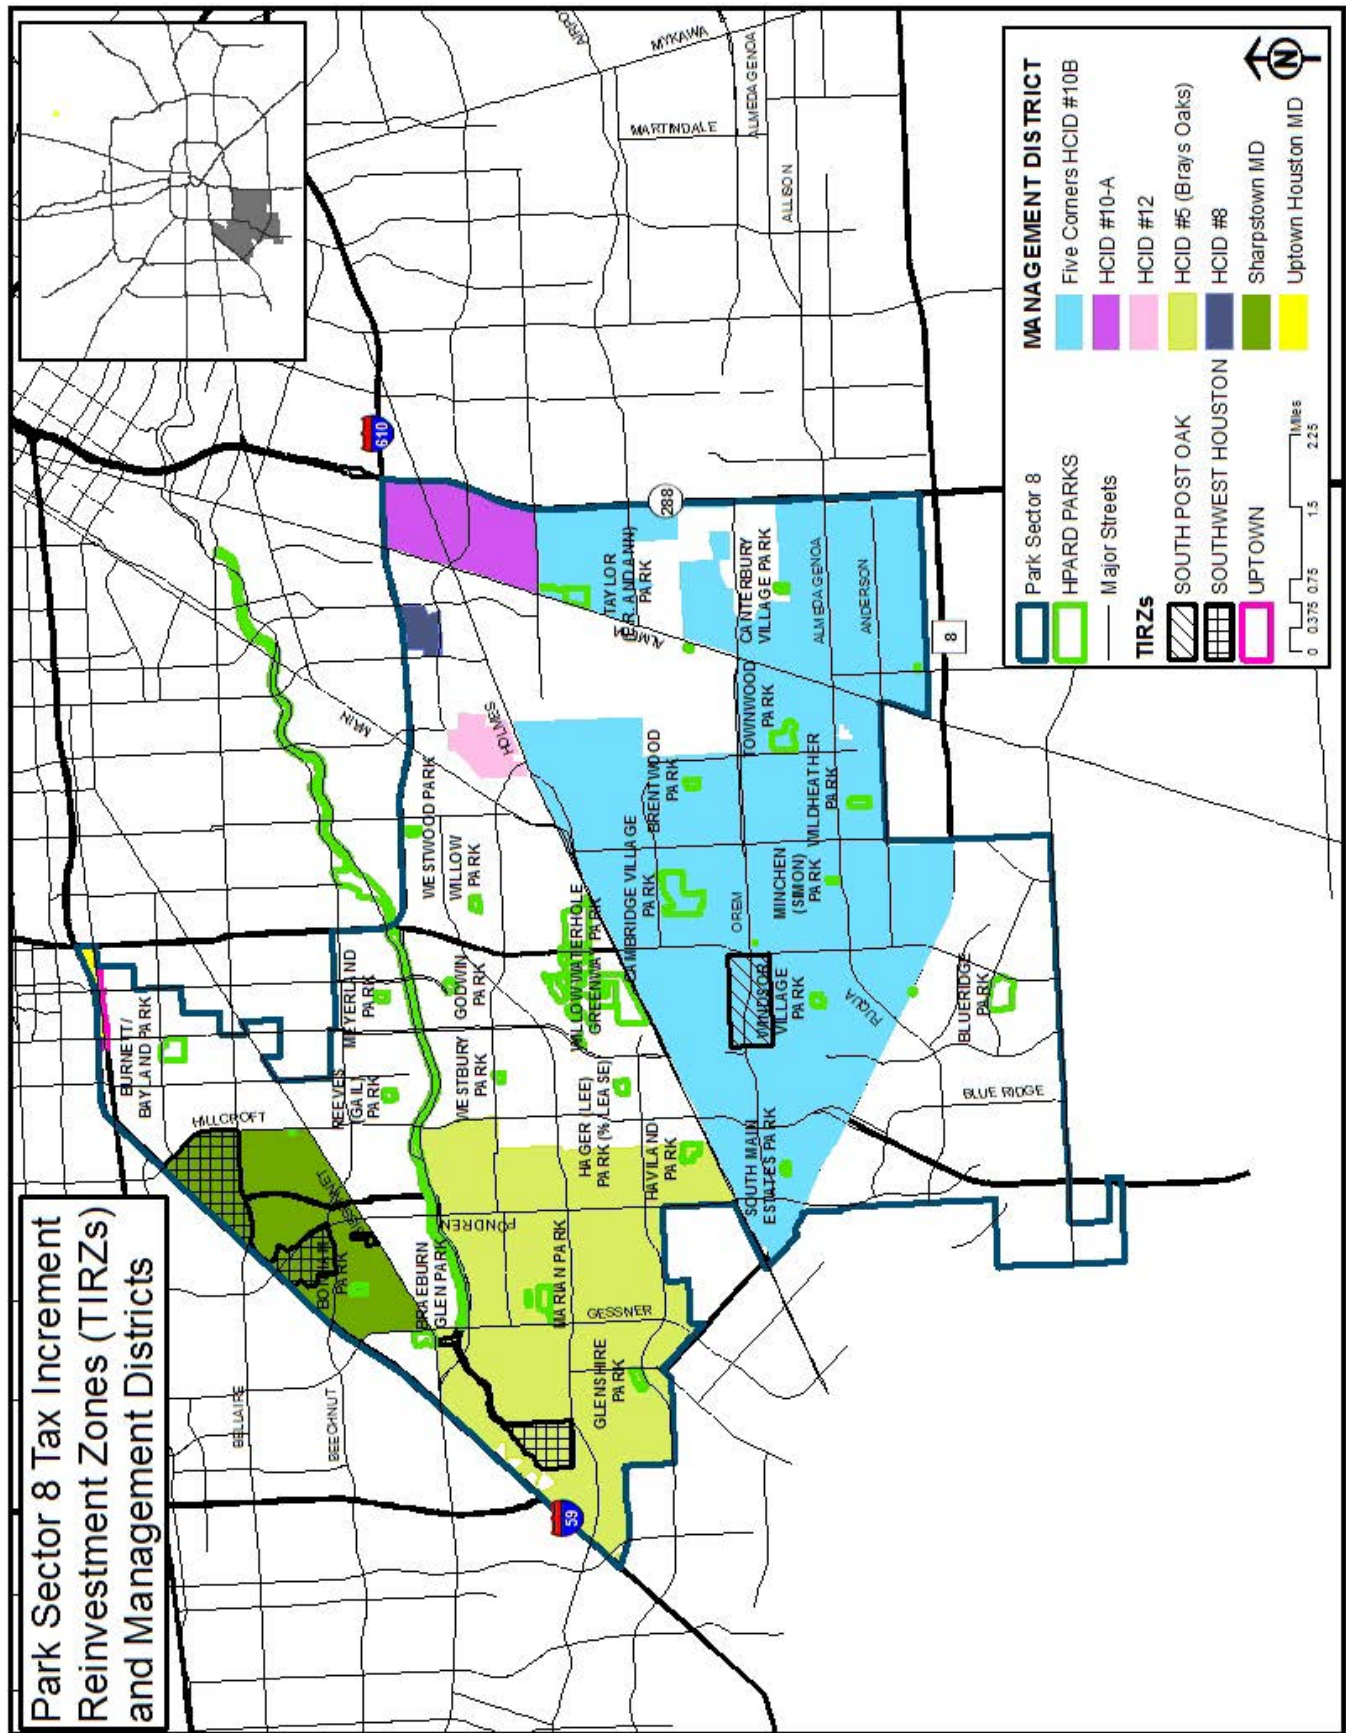 Park Sector 8 Tax Increment
Reinvestment Zones (TIRZs)
and Management Districts
BELLAIRE
BEECHNUT
59
HILLCROFT
BURNETT/
BAYLAND PARK
BISSONNET
PARK
BRAEBURN
GLEN PARK
FONDREN
MARIAN PARK
GESSNER
GLENSHIRE
PARK
REEVES
(GAIL)
PARK
MEYERLAND
PARK
WESTBURY
PARK
GODWIN
PARK
HAGER (LEE)
PARK (% LEASE)
HAVILAND
PARK
WILLOW WATERHOLE
GREENWAY PARK
WESTWOOD PARK
WILLOW
PARK
MAIN
HOLMES
610
288
8
SOUTH MAIN
ESTATES PARK
WINDSOR
VILLAGE
PARK
FUQUA
OREM
CAMBRIDGE VILLAGE
PARK
BRENTWOOD
PARK
MINCHEN
(SIMON)
PARK
WILDHEATHER
PARK
TOWNWOOD
PARK
TAYLOR
PARK
ALMEDA
CANTERBURY
VILLAGE PARK
ALMEDA GENOA
ANDERSON
BLUERIDGE
PARK
BLUE RIDGE
MYKAWA
MARTINDALE
ALMEDA GENOA
ALLISON
Park Sector 8
HPARD PARKS
Major Streets
TIRZs
SOUTH POST OAK
SOUTHWEST HOUSTON
UPTOWN
0 0.375 0.75 1.5 2.25
Miles
MANAGEMENT DISTRICT
Five Corners HCID #10B
HCID #10-A
HCID #12
HCID #5 (Brays Oaks)
HCID #8
Sharpstown MD
Uptown Houston MD
N